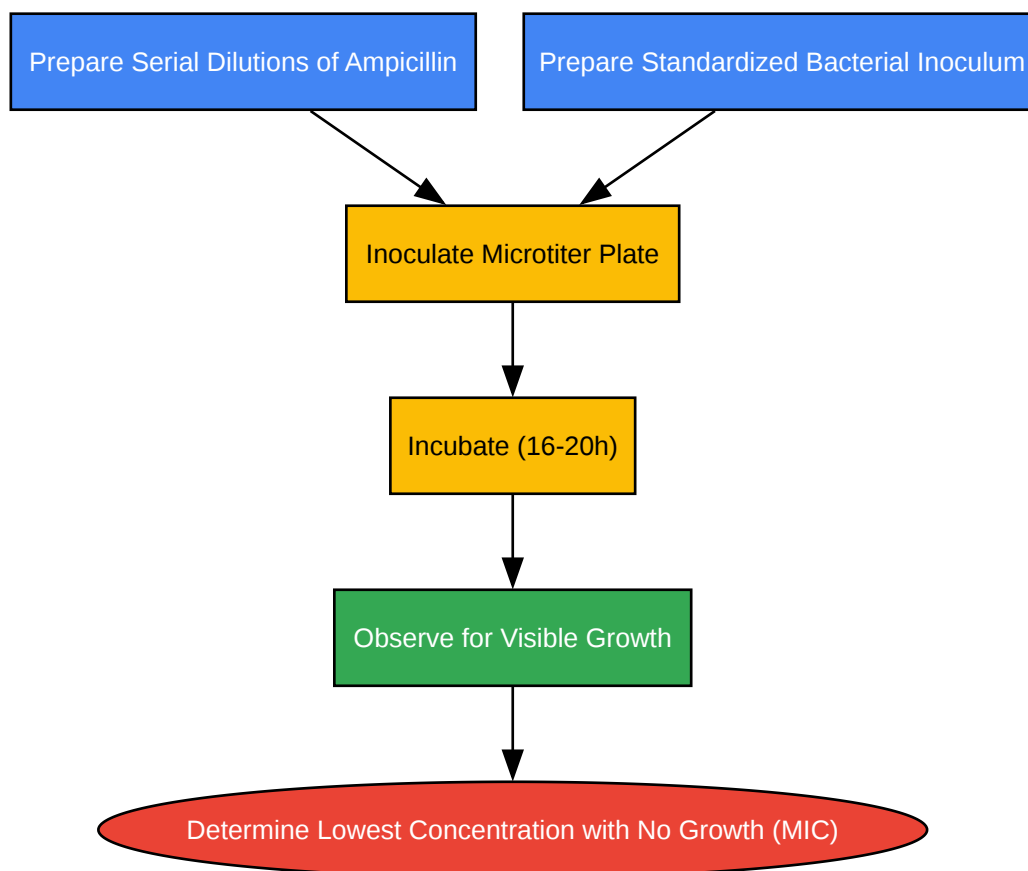 Prepare Serial Dilutions of Ampicillin
Prepare Standardized Bacterial Inoculum
Inoculate Microtiter Plate
Incubate (16-20h)
Observe for Visible Growth
Determine Lowest Concentration with No Growth (MIC)